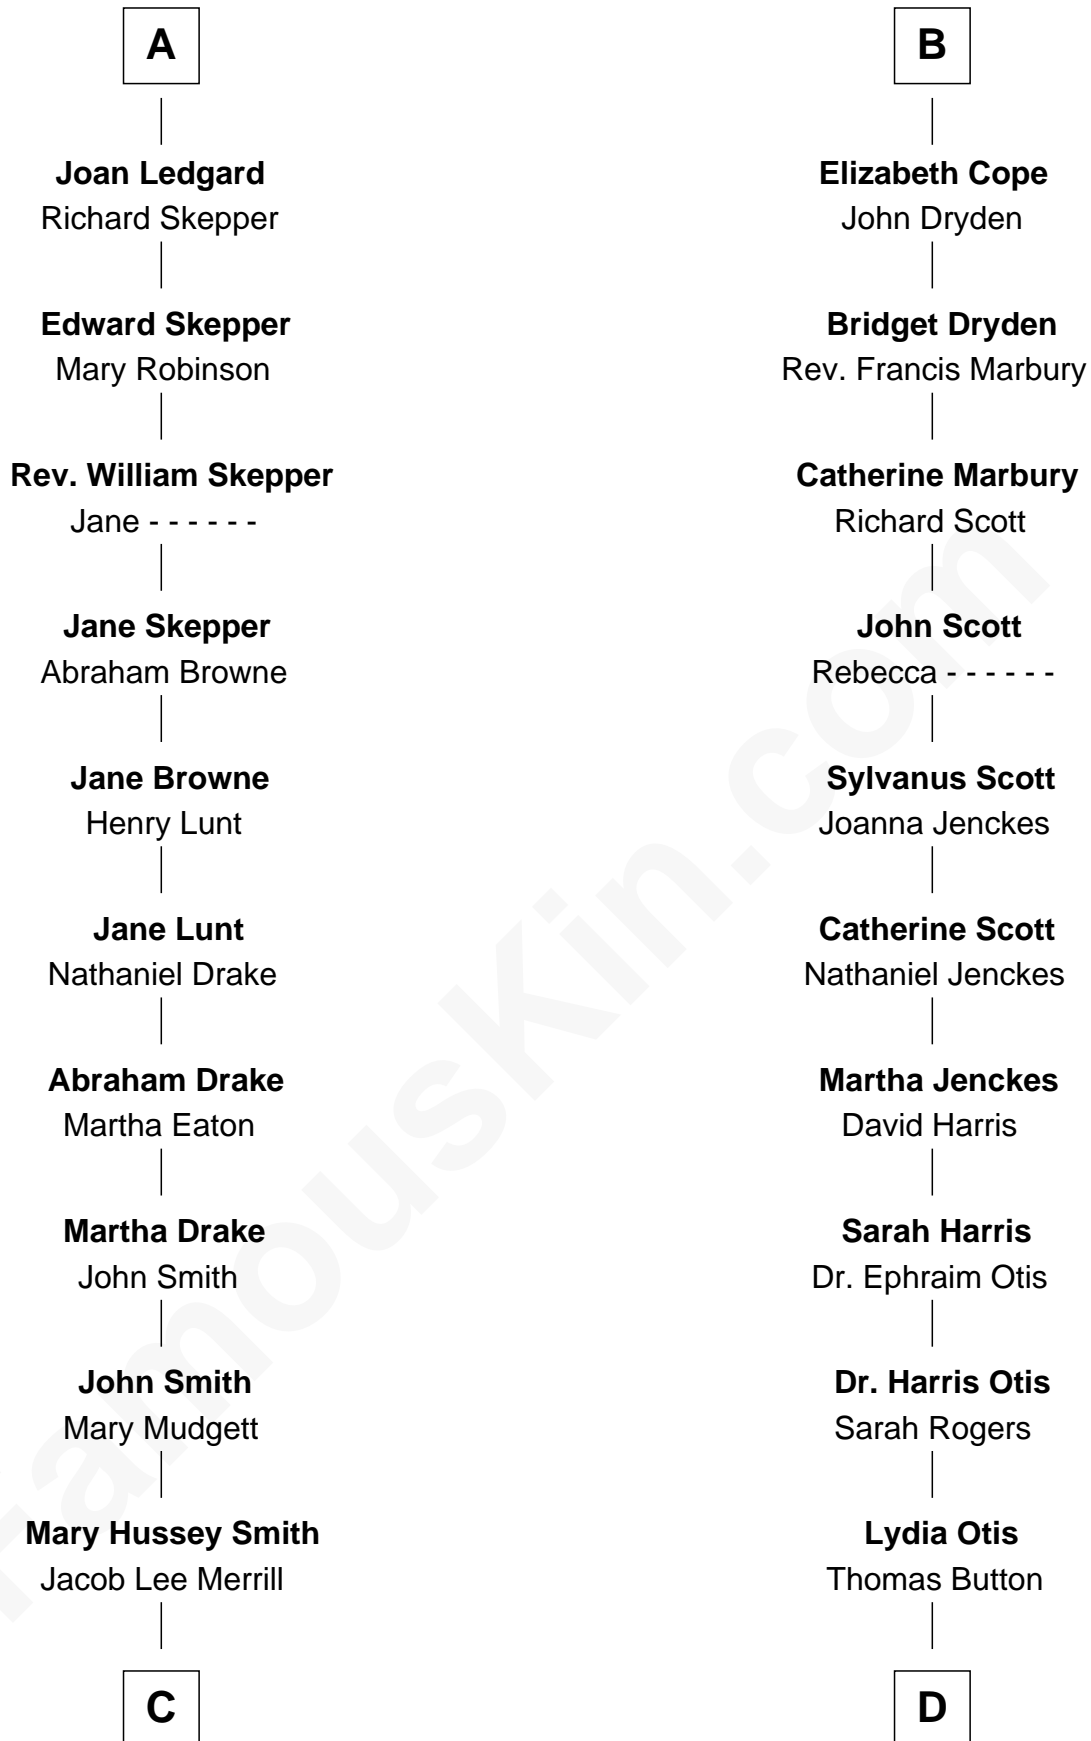 A
Joan Ledgard
Richard Skepper
Edward Skepper
Mary Robinson
Rev. William Skepper
Jane - - - - - -
Jane Skepper
Abraham Browne
Jane Browne
Henry Lunt
Jane Lunt
Nathaniel Drake
Abraham Drake
Martha Eaton
Martha Drake
John Smith
John Smith
Mary Mudgett
Mary Hussey Smith
Jacob Lee Merrill
C
B
Elizabeth Cope
John Dryden
Bridget Dryden
Rev. Francis Marbury
Catherine Marbury
Richard Scott
John Scott
Rebecca - - - - - -
Sylvanus Scott
Joanna Jenckes
Catherine Scott
Nathaniel Jenckes
Martha Jenckes
David Harris
Sarah Harris
Dr. Ephraim Otis
Dr. Harris Otis
Sarah Rogers
Lydia Otis
Thomas Button
D
FamousKin.com